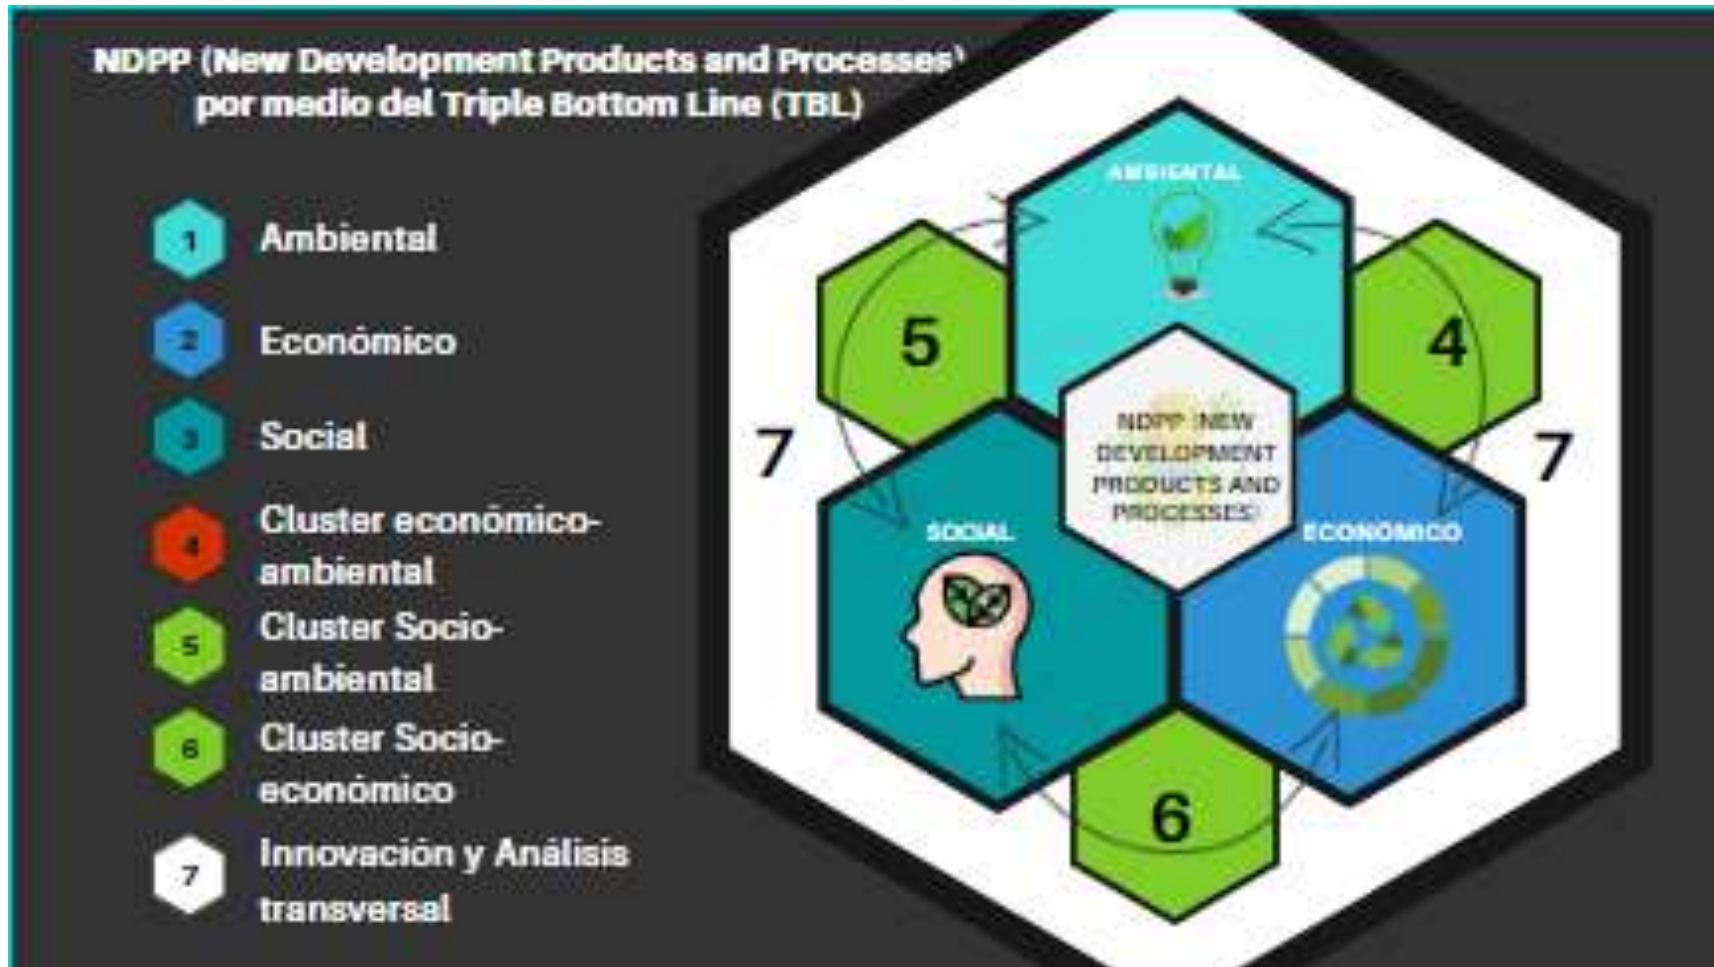 NDPP (New Development Products and Processes)
por medio del Triple Bottom Line (TBL)
1 Ambiental
2 Económico
3 Social
4 Cluster económico-
ambiental
5 Cluster Socio-
ambiental
6 Cluster Socio-
económico
7 Innovación y Análisis
transversal
AMBIENTAL
5
4
7
7
NDPP (NEW
DEVELOPMENT
PRODUCTS AND
PROCESSES)
SOCIAL
ECONÓMICO
6